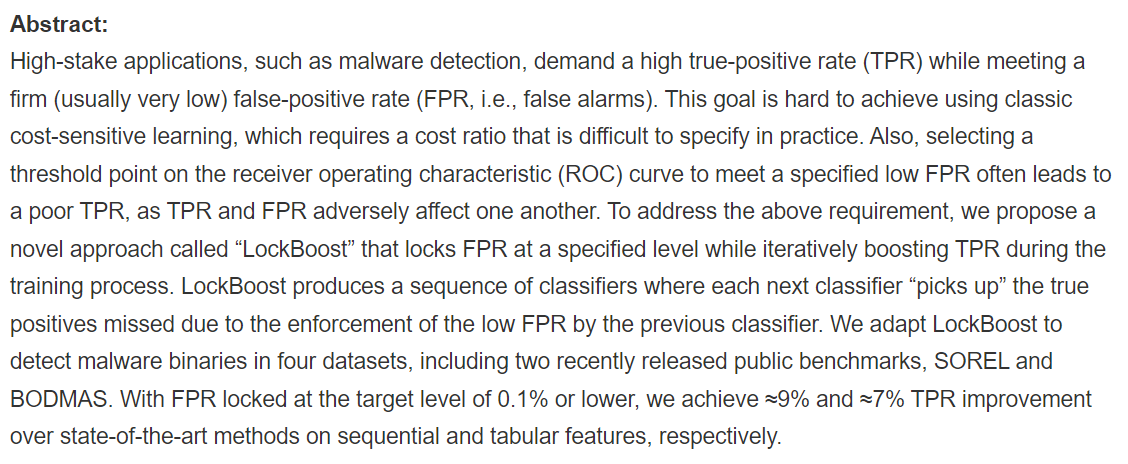 Abstract:
High-stake applications, such as malware detection, demand a high true-positive rate (TPR) while meeting a
firm (usually very low) false-positive rate (FPR, i.e., false alarms). This goal is hard to achieve using classic
cost-sensitive learning, which requires a cost ratio that is difficult to specify in practice. Also, selecting a
threshold point on the receiver operating characteristic (ROC) curve to meet a specified low FPR often leads to
a poor TPR, as TPR and FPR adversely affect one another. To address the above requirement, we propose a
novel approach called “LockBoost” that locks FPR at a specified level while iteratively boosting TPR during the
training process. LockBoost produces a sequence of classifiers where each next classifier “picks up” the true
positives missed due to the enforcement of the low FPR by the previous classifier. We adapt LockBoost to
detect malware binaries in four datasets, including two recently released public benchmarks, SOREL and
BODMAS. With FPR locked at the target level of 0.1% or lower, we achieve ≈9% and ≈7% TPR improvement
over state-of-the-art methods on sequential and tabular features, respectively.